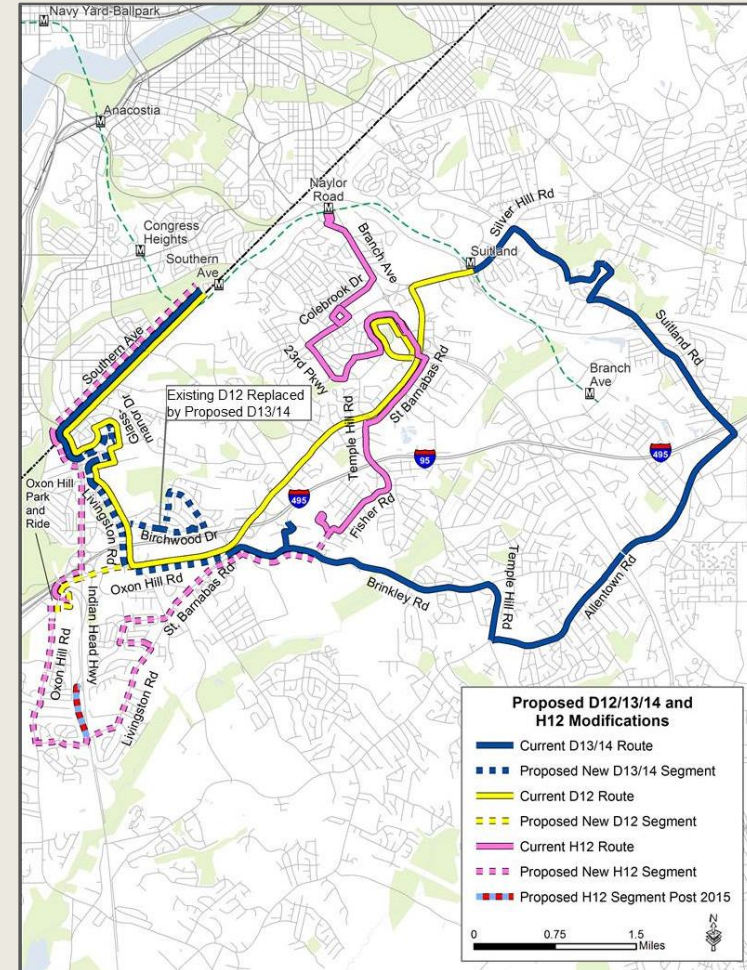 Navy Yard-Ballpark
M
M
Anacostia
Naylor
Road
M
Congress
Heights
M
Southern
Ave
M
Branch Ave
Silver Hill Rd
Suitland
M
Colebrook Dr
Suitland Rd
Southern Ave
23rd Pkwy
St Barnabas Rd
Branch
Ave
M
Existing D12 Replaced
by Proposed D13/14
Glass-
manor Dr
Temple Hill Rd
95
495
Oxon Hill
Park
and
Ride
Livingston Rd
495
Fisher Rd
Birchwood Dr
Oxon Hill Rd
St. Barnabas Rd
Brinkley Rd
Temple Hill Rd
Allentown Rd
Oxon Hill Rd
Indian Head Hwy
Livingston Rd
Proposed D12/13/14 and
H12 Modifications
Current D13/14 Route
Proposed New D13/14 Segment
Current D12 Route
Proposed New D12 Segment
Current H12 Route
Proposed New H12 Segment
Proposed H12 Segment Post 2015
N
0 0.75 1.5
Miles